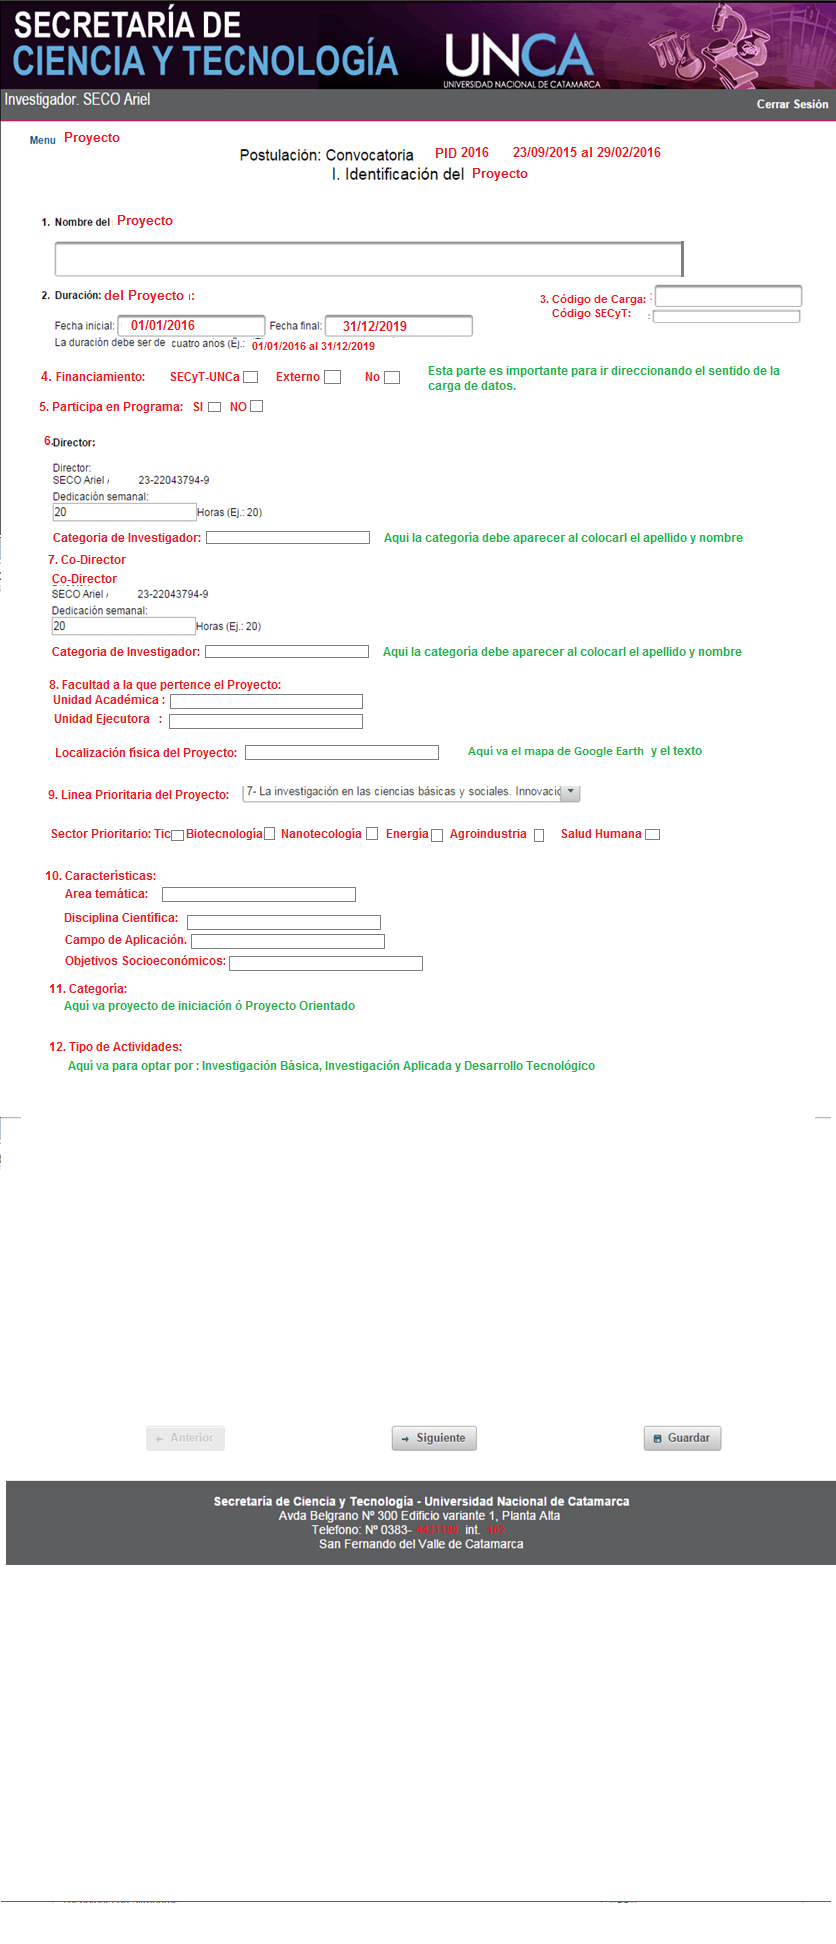 SECRETARÍA DE
CIENCIA Y TECNOLOGÍA
UNCA
UNIVERSIDAD NACIONAL DE CATAMARCA
Investigador. SECO Ariel
Cerrar Sesión
Menu Proyecto
Postulación: Convocatoria PID 2016 23/09/2015 al 29/02/2016
I. Identificación del Proyecto
1. Nombre del Proyecto
2. Duración: del Proyecto :
3. Código de Carga: :
Código SECyT: :
Fecha inicial: 01/01/2016 Fecha final: 31/12/2019
La duración debe ser de cuatro años (Ej.: 01/01/2016 al 31/12/2019
4. Financiamiento: SECyT-UNCa Externo No
Esta parte es importante para ir direccionando el sentido de la
carga de datos.
5. Participa en Programa: SI NO
6.Director:
Director:
SECO Ariel / 23-22043794-9
Dedicación semanal:
20 Horas (Ej.: 20)
Categoria de Investigador: Aqui la categoría debe aparecer al colocarl el apellido y nombre
7. Co-Director
Co-Director
SECO Ariel / 23-22043794-9
Dedicación semanal:
20 Horas (Ej.: 20)
Categoria de Investigador: Aqui la categoría debe aparecer al colocarl el apellido y nombre
8. Facultad a la que pertence el Proyecto:
Unidad Académica :
Unidad Ejecutora :
Localización física del Proyecto: Aquí va el mapa de Google Earth y el texto
9. Linea Prioritaria del Proyecto: 7- La investigación en las ciencias básicas y sociales. Innovació
Sector Prioritario: Tic Biotecnología Nanotecología Energía Agroindustria Salud Humana
10. Características:
Area temática:
Disciplina Científica:
Campo de Aplicación.
Objetivos Socioeconómicos:
11. Categoría:
Aquí va proyecto de iniciación ó Proyecto Orientado
12. Tipo de Actividades:
Aquí va para optar por : Investigación Básica, Investigación Aplicada y Desarrollo Tecnológico
Anterior Siguiente Guardar
Secretaría de Ciencia y Tecnología - Universidad Nacional de Catamarca
Avda Belgrano Nº 300 Edificio variante 1, Planta Alta
Telefono: Nº 0383- int.
San Fernando del Valle de Catamarca